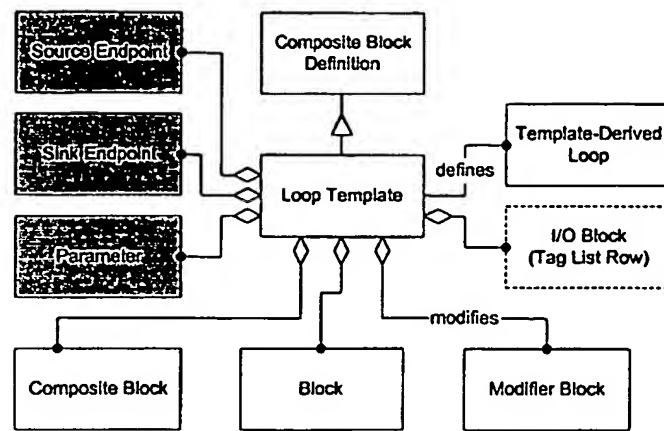 Source Endpoint
Composite Block
Definition
Sink Endpoint
Template-Derived
Loop
defines
Loop Template
Parameter
I/O Block
(Tag List Row)
modifies
Composite Block
Block
Modifier Block